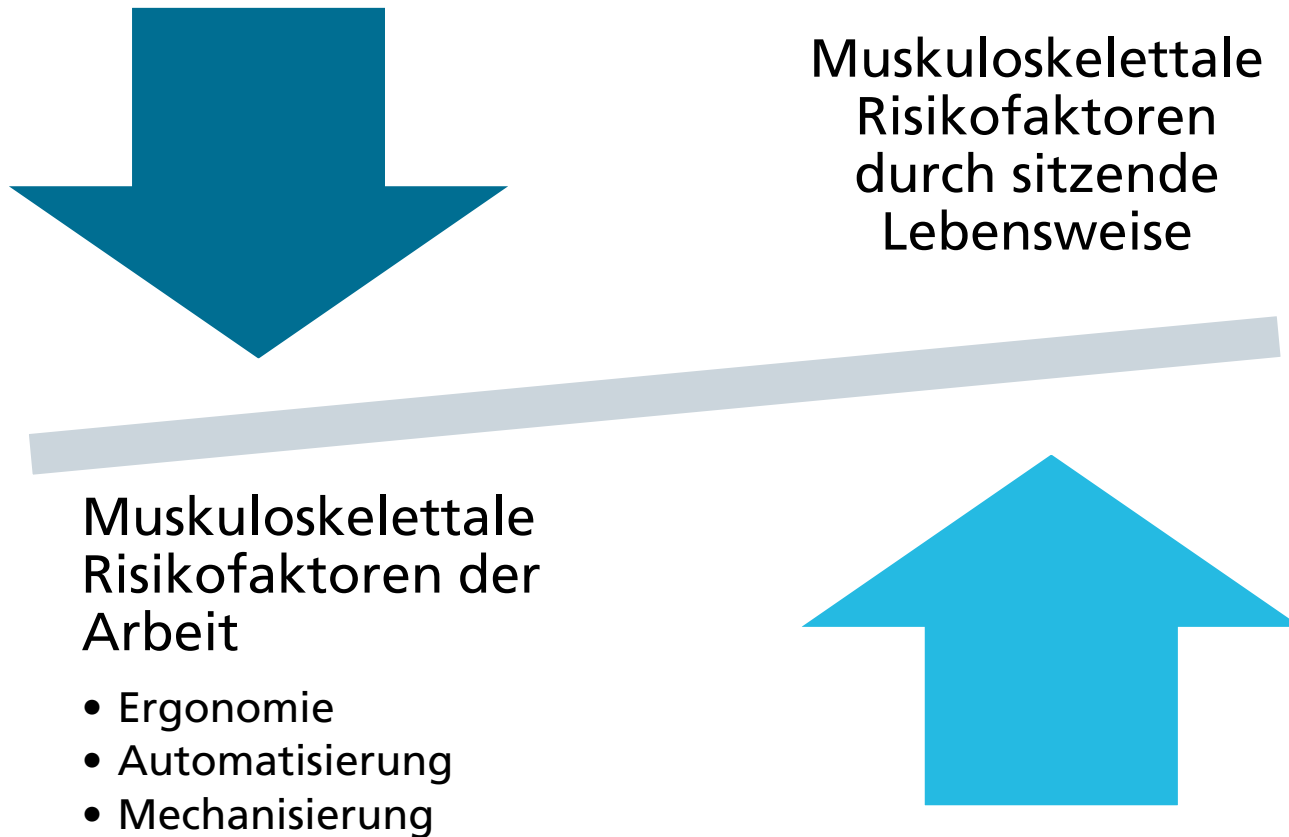 Muskuloskelettale
Risikofaktoren
durch sitzende
Lebensweise
Muskuloskelettale
Risikofaktoren der
Arbeit
• Ergonomie
• Automatisierung
• Mechanisierung